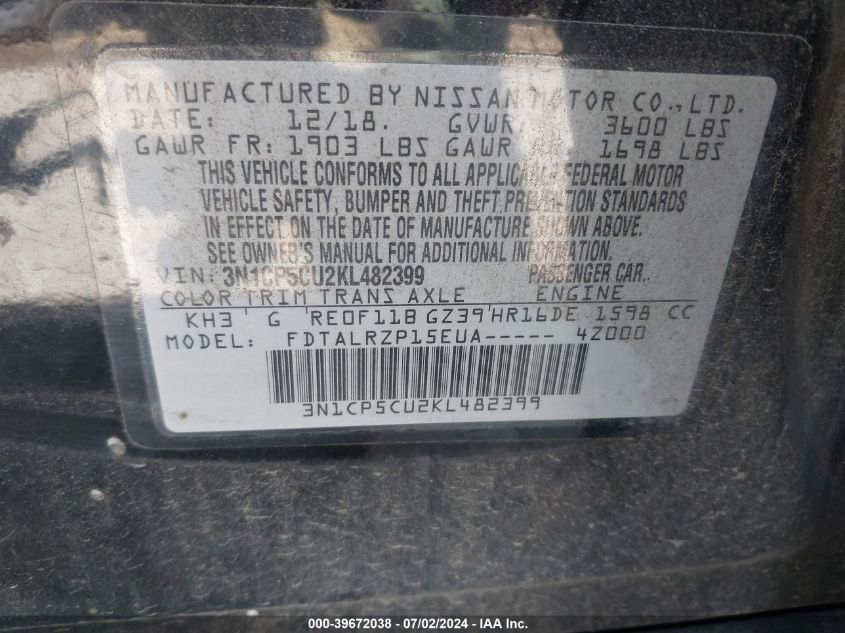 MANUFACTURED BY NISSAN MOTOR CO., LTD.
DATE: 12/18. GVWR 3600 LBS
GAWR FR: 1903 LBS GAWR 1698 LBS
THIS VEHICLE CONFORMS TO ALL APPLICABLE FEDERAL MOTOR
VEHICLE SAFETY, BUMPER AND THEFT PREVENTION STANDARDS
IN EFFECT ON THE DATE OF MANUFACTURE SHOWN ABOVE.
SEE OWNER'S MANUAL FOR ADDITIONAL INFORMATION.
VIN: 3N1CP5CU2KL482399 PASSENGER CAR..
COLOR TRIM TRANS AXLE ENGINE
KH3 G RE0F11B GZ39 HR16DE 1598 CC
MODEL: FDTALRZP15EUA----- 4Z000
3N1CP5CU2KL482399
000-39672038 - 07/02/2024 - IAA Inc.